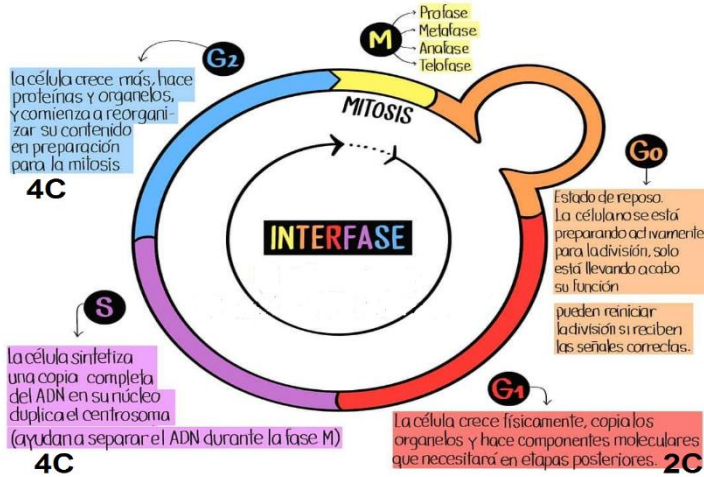 M
Profase
Metafase
Anafase
Telofase
MITOSIS
G2
La célula crece más, hace
proteínas y organelos,
y comienza a reorgani-
zar su contenido
en preparación
para la mitosis
4C
G0
Estado de reposo.
La célula no se está
preparando activamente
para la división, solo
está llevando a cabo
su función
pueden reiniciar
la división si reciben
las señales correctas.
INTERFASE
S
La célula sintetiza
una copia completa
del ADN en su núcleo
duplica el centrosoma
(ayudan a separar el ADN durante la fase M)
4C
G1
La célula crece físicamente, copia los
organelos y hace componentes moleculares
que necesitará en etapas posteriores.
2C